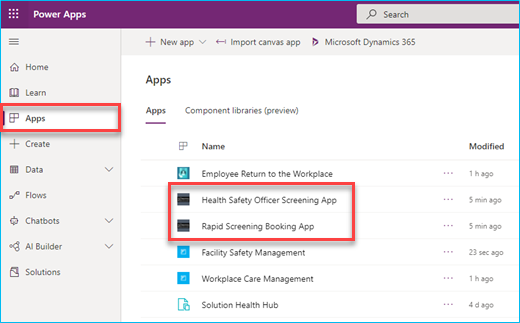 Power Apps
Search
New app
Import canvas app
Microsoft Dynamics 365
Home
Learn
Apps
Create
Data
Flows
Chatbots
AI Builder
Solutions
Apps
Apps
Component libraries (preview)
Name
Modified
Employee Return to the Workplace
... 1 h ago
Health Safety Officer Screening App
... 5 min ago
Rapid Screening Booking App
... 5 min ago
Facility Safety Management
... 23 sec ago
Workplace Care Management
... 1 h ago
Solution Health Hub
... 4 d ago